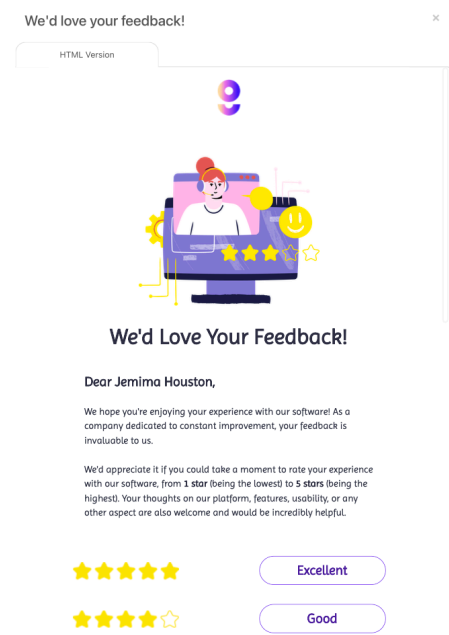 We'd love your feedback!
×
HTML Version
g
We'd Love Your Feedback!
Dear Jemima Houston,
We hope you're enjoying your experience with our software! As a
company dedicated to constant improvement, your feedback is
invaluable to us.
We'd appreciate it if you could take a moment to rate your experience
with our software, from 1 star (being the lowest) to 5 stars (being the
highest). Your thoughts on our platform, features, usability, or any
other aspect are also welcome and would be incredibly helpful.
Excellent
Good